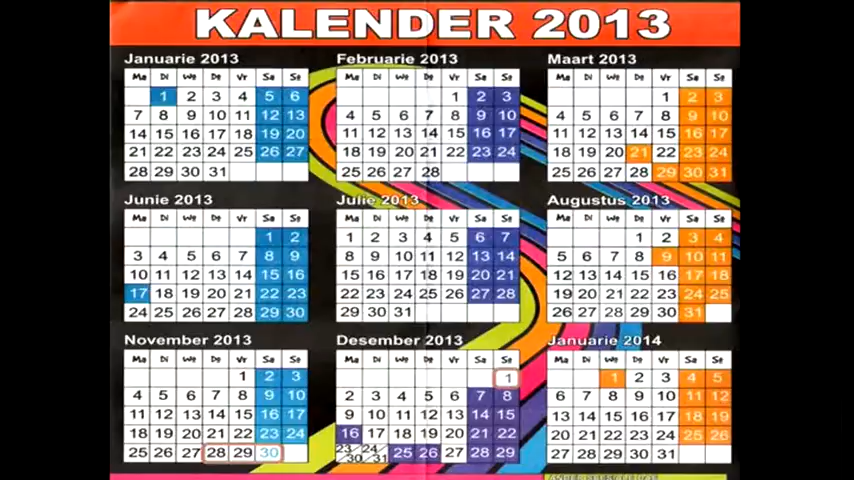 KALENDER 2013
Januarie 2013
Ma Di Wo Do Vr Sa So
1 2 3 4 5 6
7 8 9 10 11 12 13
14 15 16 17 18 19 20
21 22 23 24 25 26 27
28 29 30 31
Februarie 2013
Ma Di Wo Do Vr Sa So
1 2 3
4 5 6 7 8 9 10
11 12 13 14 15 16 17
18 19 20 21 22 23 24
25 26 27 28
Maart 2013
Ma Di Wo Do Vr Sa So
1 2 3
4 5 6 7 8 9 10
11 12 13 14 15 16 17
18 19 20 21 22 23 24
25 26 27 28 29 30 31
Junie 2013
Ma Di Wo Do Vr Sa So
1 2
3 4 5 6 7 8 9
10 11 12 13 14 15 16
17 18 19 20 21 22 23
24 25 26 27 28 29 30
Julie 2013
Ma Di Wo Do Vr Sa So
1 2 3 4 5 6 7
8 9 10 11 12 13 14
15 16 17 18 19 20 21
22 23 24 25 26 27 28
29 30 31
Augustus 2013
Ma Di Wo Do Vr Sa So
1 2 3 4
5 6 7 8 9 10 11
12 13 14 15 16 17 18
19 20 21 22 23 24 25
26 27 28 29 30 31
November 2013
Ma Di Wo Do Vr Sa So
1 2 3
4 5 6 7 8 9 10
11 12 13 14 15 16 17
18 19 20 21 22 23 24
25 26 27 28 29 30
Desember 2013
Ma Di Wo Do Vr Sa So
1
2 3 4 5 6 7 8
9 10 11 12 13 14 15
16 17 18 19 20 21 22
23/30 24/31 25 26 27 28 29
Januarie 2014
Ma Di Wo Do Vr Sa So
1 2 3 4 5
6 7 8 9 10 11 12
13 14 15 16 17 18 19
20 21 22 23 24 25 26
27 28 29 30 31